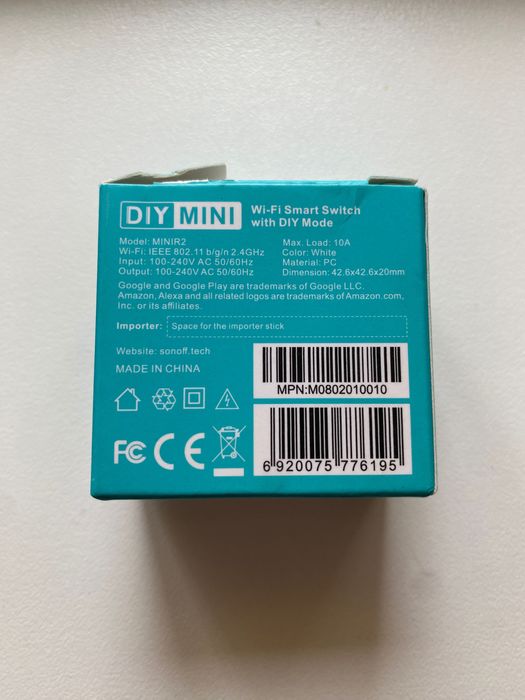 DIY MINI Wi-Fi Smart Switch
with DIY Mode
Model: MINIR2
Wi-Fi: IEEE 802.11 b/g/n 2.4GHz
Input: 100-240V AC 50/60Hz
Output: 100-240V AC 50/60Hz
Max. Load: 10A
Color: White
Material: PC
Dimension: 42.6x42.6x20mm
Google and Google Play are trademarks of Google LLC.
Amazon, Alexa and all related logos are trademarks of Amazon.com,
Inc. or its affiliates.
Importer: Space for the importer stick
Website: sonoff.tech
MADE IN CHINA
MPN:M0802010010
FC CE
6 920075 776195